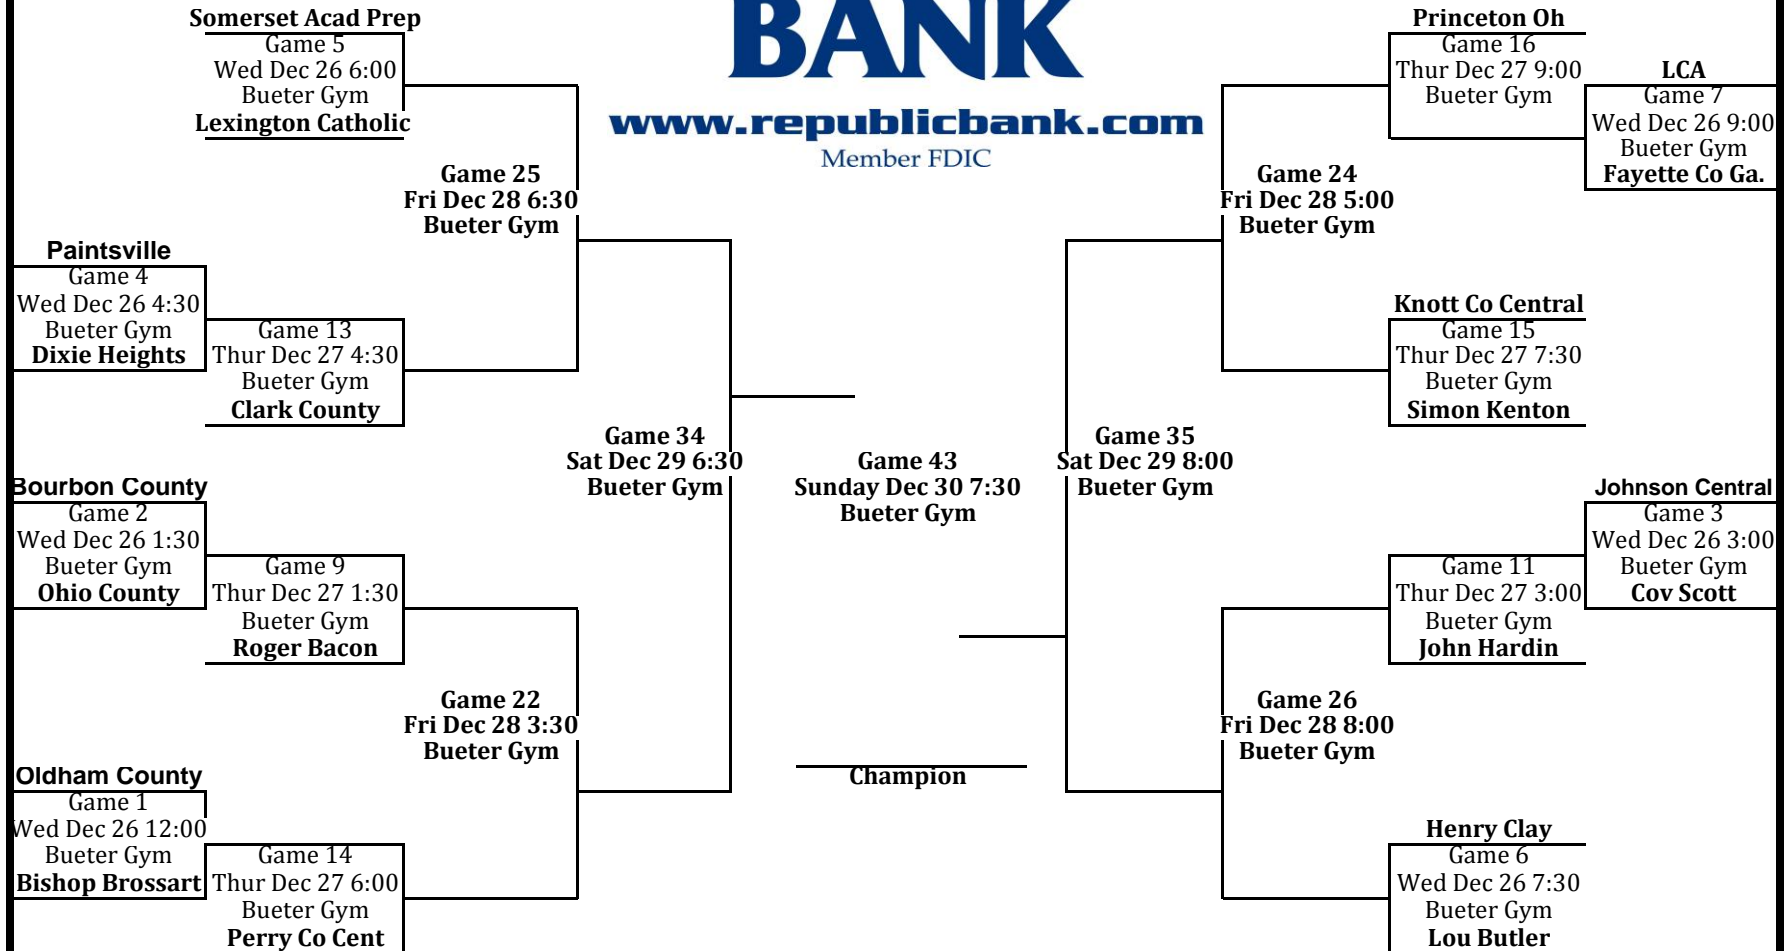 Somerset Acad Prep
Game 5
Wed Dec 26 6:00
Bueter Gym
Lexington Catholic
BANK
www.republicbank.com
Member FDIC
Princeton Oh
Game 16
Thur Dec 27 9:00
Bueter Gym
LCA
Game 7
Wed Dec 26 9:00
Bueter Gym
Fayette Co Ga.
Game 25
Fri Dec 28 6:30
Bueter Gym
Game 24
Fri Dec 28 5:00
Bueter Gym
Paintsville
Game 4
Wed Dec 26 4:30
Bueter Gym
Dixie Heights
Game 13
Thur Dec 27 4:30
Bueter Gym
Clark County
Knott Co Central
Game 15
Thur Dec 27 7:30
Bueter Gym
Simon Kenton
Game 34
Sat Dec 29 6:30
Bueter Gym
Game 43
Sunday Dec 30 7:30
Bueter Gym
Game 35
Sat Dec 29 8:00
Bueter Gym
Bourbon County
Game 2
Wed Dec 26 1:30
Bueter Gym
Ohio County
Game 9
Thur Dec 27 1:30
Bueter Gym
Roger Bacon
Johnson Central
Game 3
Wed Dec 26 3:00
Bueter Gym
Cov Scott
Game 11
Thur Dec 27 3:00
Bueter Gym
John Hardin
Game 22
Fri Dec 28 3:30
Bueter Gym
Game 26
Fri Dec 28 8:00
Bueter Gym
Champion
Oldham County
Game 1
Wed Dec 26 12:00
Bueter Gym
Bishop Brossart
Game 14
Thur Dec 27 6:00
Bueter Gym
Perry Co Cent
Henry Clay
Game 6
Wed Dec 26 7:30
Bueter Gym
Lou Butler